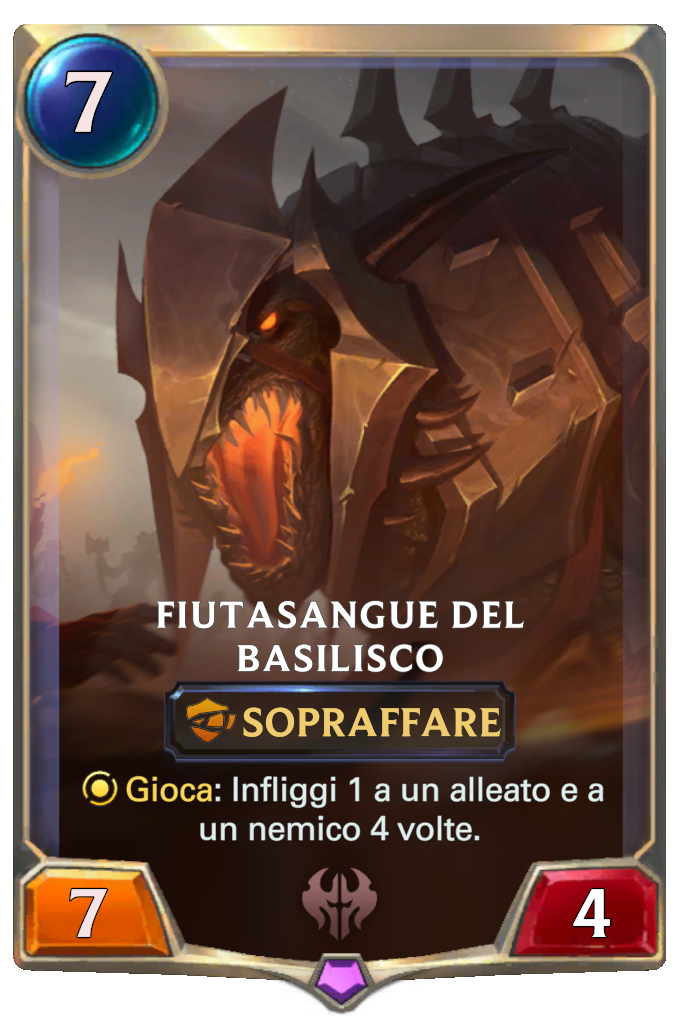 7
FIUTASANGUE DEL
BASILISCO
SOPRAFFARE
Gioca: Infliggi 1 a un alleato e a
un nemico 4 volte.
7
4